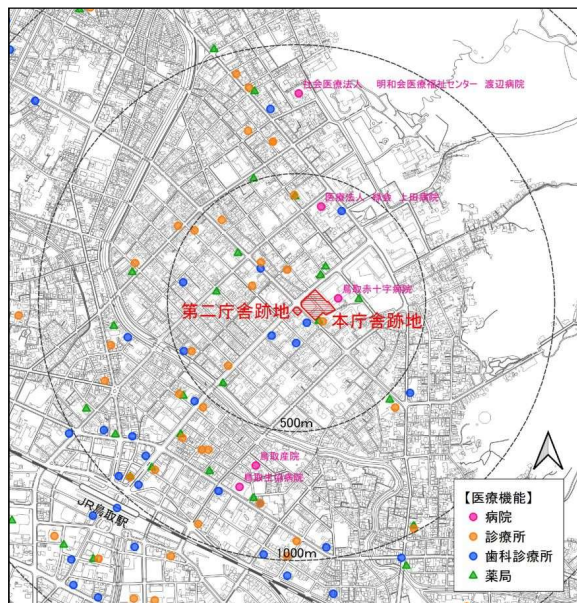 社会医療法人 明和会医療福祉センター 渡辺病院
医療法人 緑会 上田病院
鳥取赤十字病院
第二庁舎跡地
本庁舎跡地
500m
鳥取産院
鳥取生協病院
JR鳥取駅
1000m
【医療機能】
病院
診療所
歯科診療所
薬局